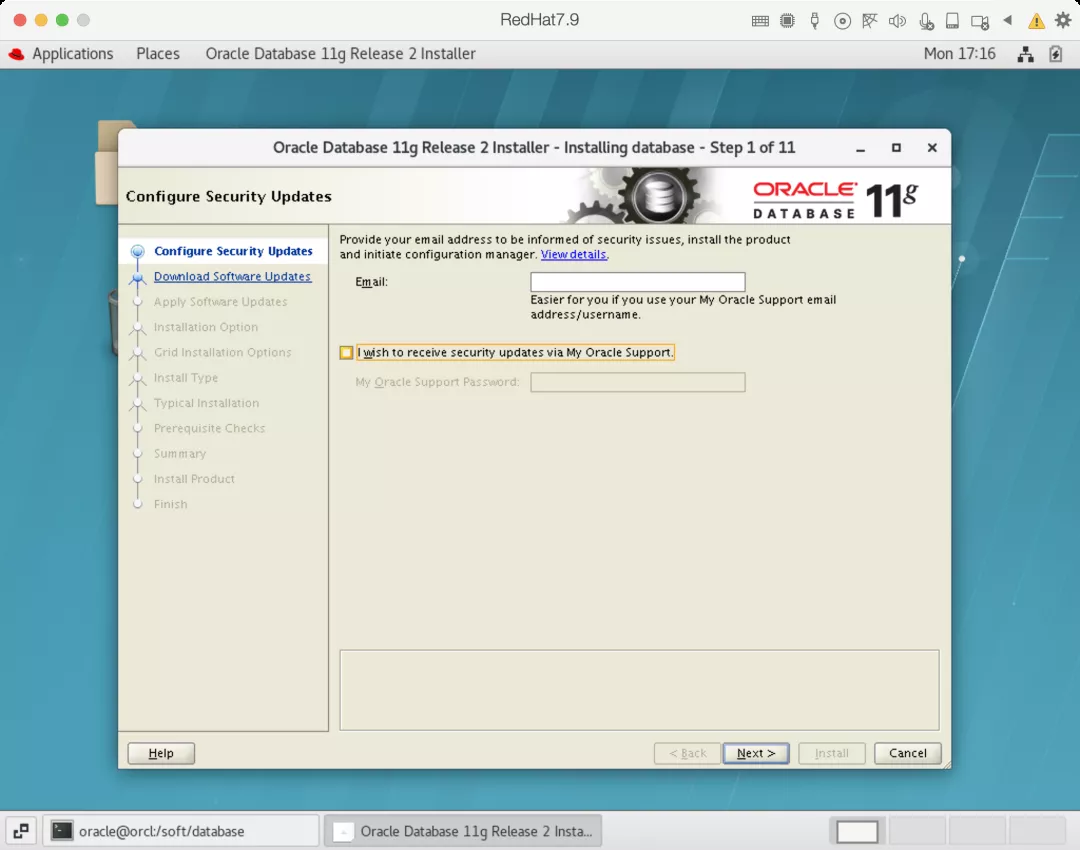 RedHat7.9
Applications Places Oracle Database 11g Release 2 Installer Mon 17:16
Oracle Database 11g Release 2 Installer - Installing database - Step 1 of 11
Configure Security Updates
ORACLE
DATABASE 11g
Configure Security Updates
Download Software Updates
Apply Software Updates
Installation Option
Grid Installation Options
Install Type
Typical Installation
Prerequisite Checks
Summary
Install Product
Finish
Provide your email address to be informed of security issues, install the product
and initiate configuration manager. View details.
Email:
Easier for you if you use your My Oracle Support email
address/username.
I wish to receive security updates via My Oracle Support.
My Oracle Support Password:
Help < Back Next > Install Cancel
oracle@orcl:/soft/database Oracle Database 11g Release 2 Insta...